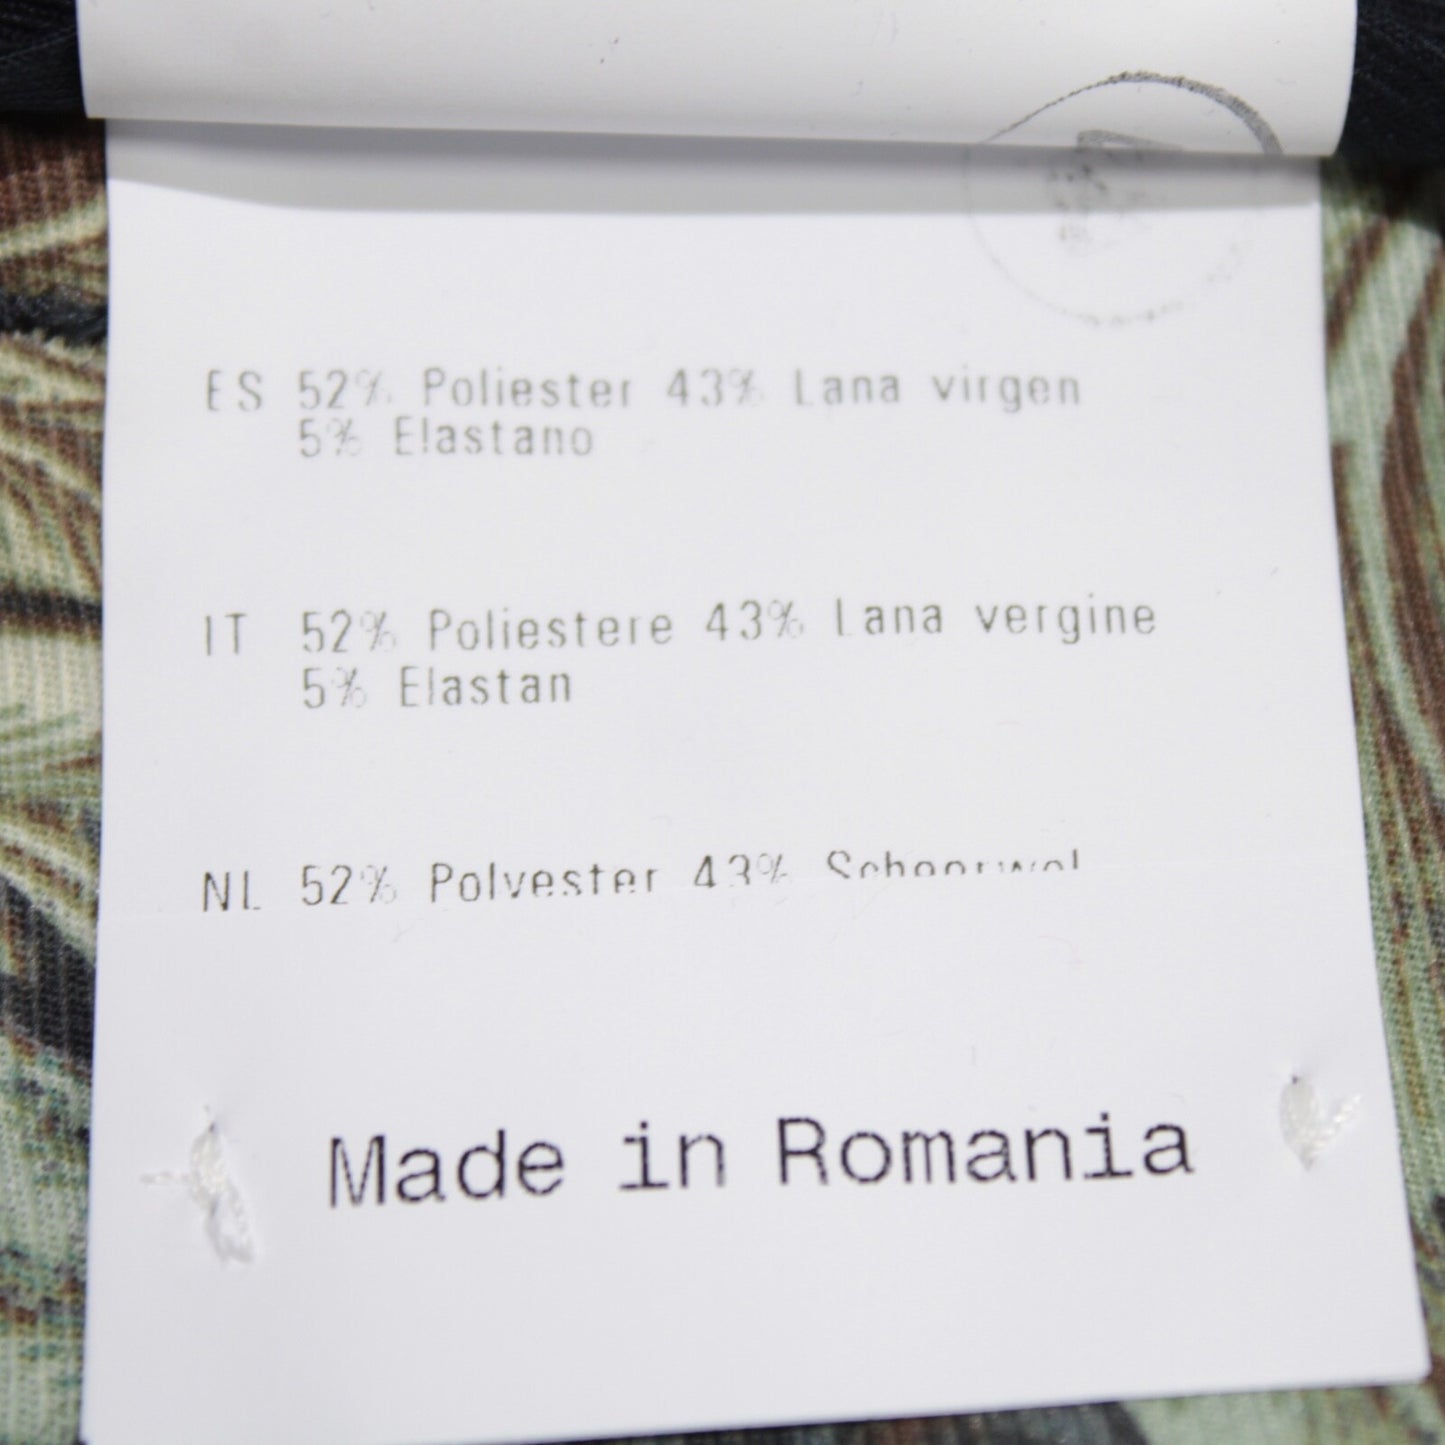 ES 52% Poliester 43% Lana virgen
5% Elastano
IT 52% Poliestere 43% Lana vergine
5% Elastan
NL 52% Polyester 43% Scheerwol
Made in Romania